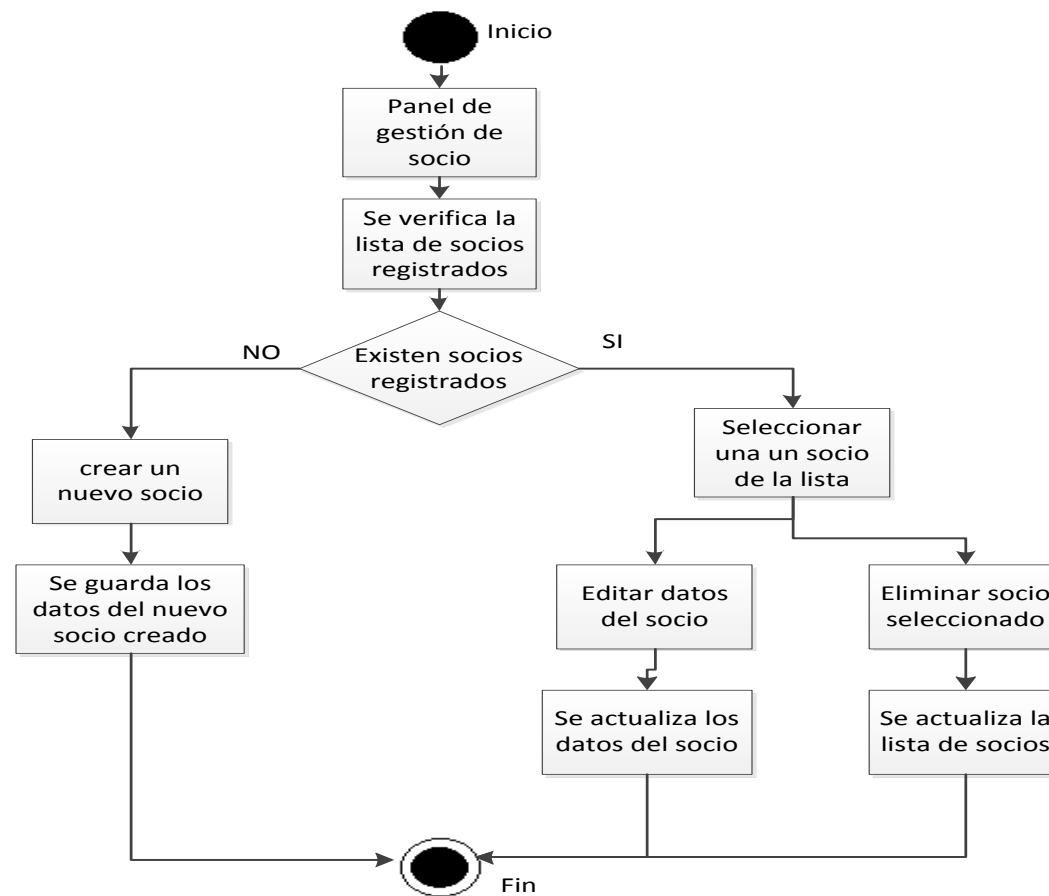 Inicio
Panel de
gestión de
socio
Se verifica la
lista de socios
registrados
Existen socios
registrados
NO
SI
crear un
nuevo socio
Seleccionar
una un socio
de la lista
Se guarda los
datos del nuevo
socio creado
Editar datos
del socio
Eliminar socio
seleccionado
Se actualiza los
datos del socio
Se actualiza la
lista de socios
Fin